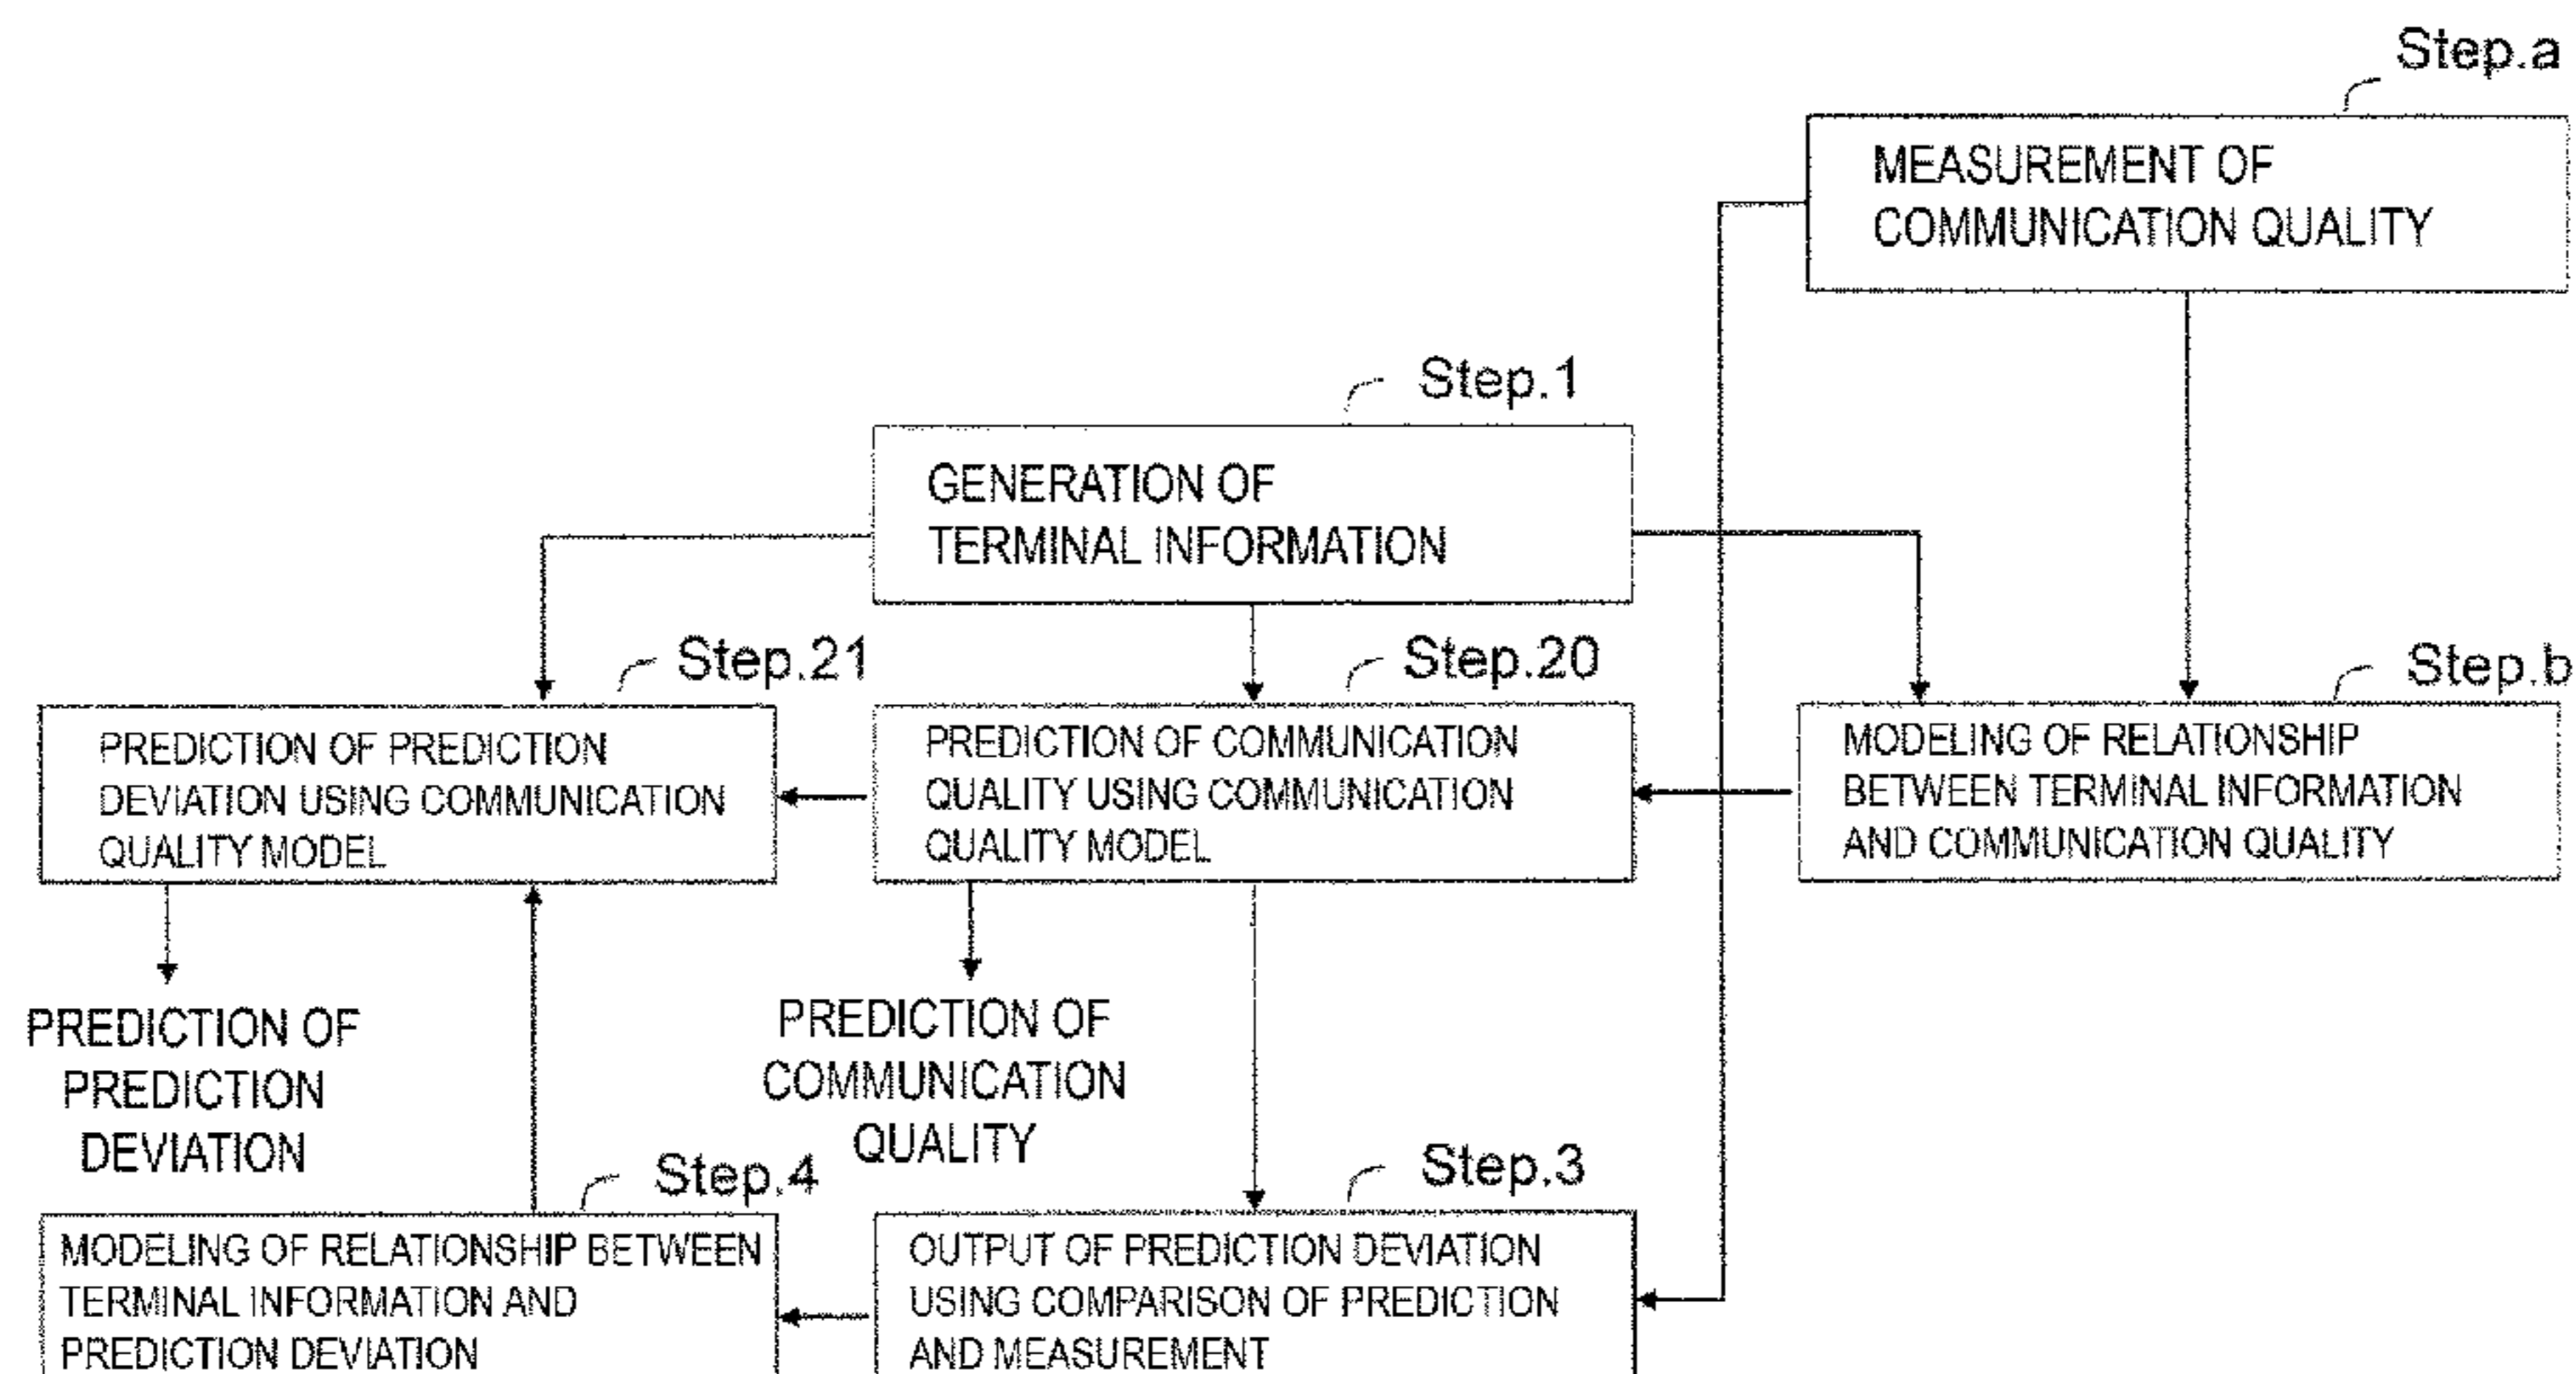 Step.a
MEASUREMENT OF
COMMUNICATION QUALITY
Step.1
GENERATION OF
TERMINAL INFORMATION
Step.21
PREDICTION OF PREDICTION
DEVIATION USING COMMUNICATION
QUALITY MODEL
Step.20
PREDICTION OF COMMUNICATION
QUALITY USING COMMUNICATION
QUALITY MODEL
Step.b
MODELING OF RELATIONSHIP
BETWEEN TERMINAL INFORMATION
AND COMMUNICATION QUALITY
PREDICTION OF
PREDICTION
DEVIATION
PREDICTION OF
COMMUNICATION
QUALITY
Step.4
MODELING OF RELATIONSHIP BETWEEN
TERMINAL INFORMATION AND
PREDICTION DEVIATION
Step.3
OUTPUT OF PREDICTION DEVIATION
USING COMPARISON OF PREDICTION
AND MEASUREMENT